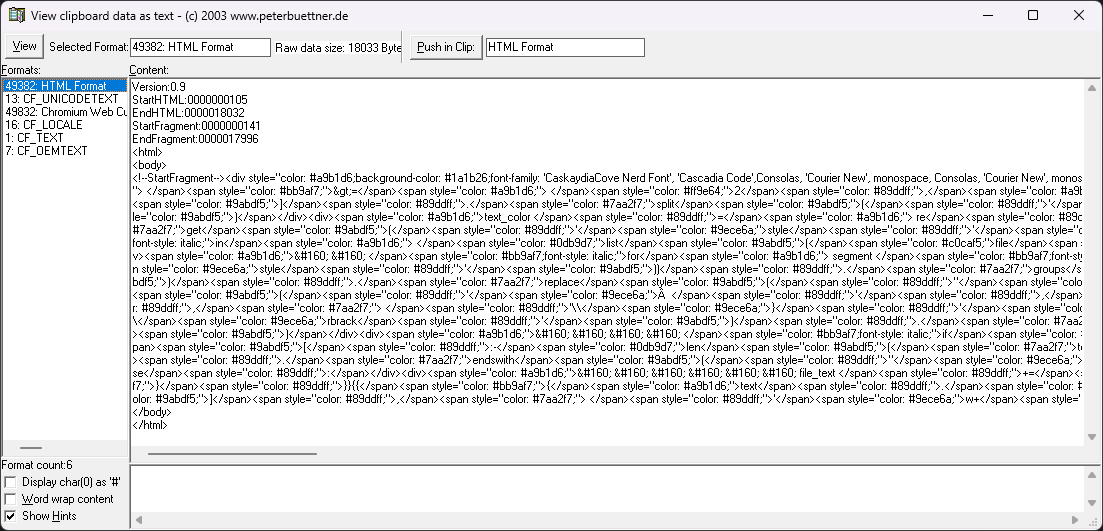 View clipboard data as text - (c) 2003 www.peterbuettner.de
View Selected Format: 49382: HTML Format Raw data size: 18033 Byte Push in Clip: HTML Format
Formats:
49382: HTML Format
13: CF_UNICODETEXT
49832: Chromium Web Cu
16: CF_LOCALE
1: CF_TEXT
7: CF_OEMTEXT
Content:
Version:0.9
StartHTML:0000000105
EndHTML:0000018032
StartFragment:0000000141
EndFragment:0000017996
<html>
<body>
<!--StartFragment--><div style="color: #a9b1d6;background-color: #1a1b26;font-family: 'CaskaydiaCove Nerd Font', 'Cascadia Code',Consolas, 'Courier New', monospace, Consolas, 'Courier New', monos
"> </span><span style="color: #bb9af7;">&gt;=</span><span style="color: #a9b1d6;"> </span><span style="color: #ff9e64;">2</span><span style="color: #89ddff;">,</span><span style="color: #a9b
<span style="color: #9abdf5;">]</span><span style="color: #89ddff;">.</span><span style="color: #7aa2f7;">split</span><span style="color: #9abdf5;">(</span><span style="color: #89ddff;">'</span><
le="color: #9abdf5;">]</span></div><div><span style="color: #a9b1d6;">text_color </span><span style="color: #89ddff;">=</span><span style="color: #a9b1d6;"> re</span><span style="color: #89d
#7aa2f7;">get</span><span style="color: #9abdf5;">(</span><span style="color: #89ddff;">'</span><span style="color: #9ece6a;">style</span><span style="color: #89ddff;">'</span><span style="color:
font-style: italic;">in</span><span style="color: #a9b1d6;"> </span><span style="color: #0db9d7;">list</span><span style="color: #9abdf5;">(</span><span style="color: #c0caf5">file</span><span
v><span style="color: #a9b1d6;">&#160; &#160; </span><span style="color: #bb9af7;font-style: italic;">for</span><span style="color: #a9b1d6;"> segment </span><span style="color: #bb9af7;font-s
n style="color: #9ece6a;">style</span><span style="color: #89ddff;">'</span><span style="color: #9abdf5;">)]</span><span style="color: #89ddff;">.</span><span style="color: #7aa2f7;">groups</s
bdf5;">)</span><span style="color: #89ddff;">.</span><span style="color: #7aa2f7;">replace</span><span style="color: #9abdf5;">(</span><span style="color: #89ddff;">'</span><span style="color:
<span style="color: #9abdf5;">(</span><span style="color: #89ddff;">'</span><span style="color: #9ece6a;">Â </span><span style="color: #89ddff;">'</span><span style="color: #89ddff;">,</s
r: #89ddff;">,</span><span style="color: #7aa2f7;"> </span><span style="color: #89ddff;">'\\</span><span style="color: #9ece6a;">}</span><span style="color: #89ddff;">'</span><span style="colo
\</span><span style="color: #9ece6a;">rbrack</span><span style="color: #89ddff;">'</span><span style="color: #9abdf5;">)</span><span style="color: #89ddff;">.</span><span style="color: #7aa2
><span style="color: #9abdf5;">)</span></div><div><span style="color: #a9b1d6;">&#160; &#160; &#160; &#160; </span><span style="color: #bb9af7;font-style: italic;">if</span><span style="colo
pan><span style="color: #9abdf5;">[</span><span style="color: #89ddff;">:-</span><span style="color: #0db9d7;">len</span><span style="color: #9abdf5;">(</span><span style="color: #7aa2f7;">te
><span style="color: #89ddff;">.</span><span style="color: #7aa2f7;">endswith</span><span style="color: #9abdf5;">(</span><span style="color: #89ddff;">"</span><span style="color: #9ece6a;
se</span><span style="color: #89ddff;">:</span></div><div><span style="color: #a9b1d6;">&#160; &#160; &#160; &#160; &#160; &#160; file_text </span><span style="color: #89ddff;">+=</span><s
f7;">}</span><span style="color: #89ddff;">}}{{</span><span style="color: #bb9af7;">{</span><span style="color: #a9b1d6;">text</span><span style="color: #89ddff;">.</span><span style="color: #
olor: #9abdf5;">]</span><span style="color: #89ddff;">,</span><span style="color: #7aa2f7;"> </span><span style="color: #89ddff;">'</span><span style="color: #9ece6a;">w+</span><span style="
</body>
</html>
Format count:6
Display char(0) as '#'
Word wrap content
Show Hints